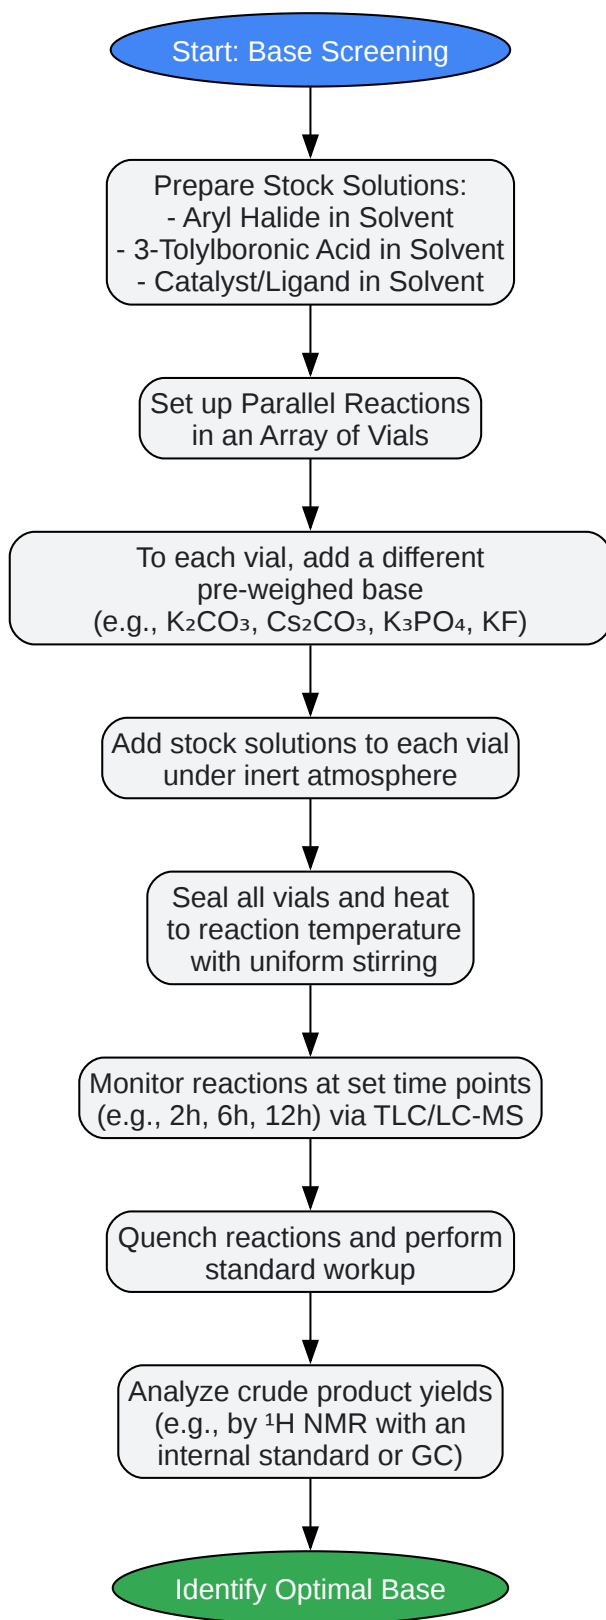 Start: Base Screening
Prepare Stock Solutions:
- Aryl Halide in Solvent
- 3-Tolylboronic Acid in Solvent
- Catalyst/Ligand in Solvent
Set up Parallel Reactions
in an Array of Vials
To each vial, add a different
pre-weighed base
(e.g., K₂CO₃, Cs₂CO₃, K₃PO₄, KF)
Add stock solutions to each vial
under inert atmosphere
Seal all vials and heat
to reaction temperature
with uniform stirring
Monitor reactions at set time points
(e.g., 2h, 6h, 12h) via TLC/LC-MS
Quench reactions and perform
standard workup
Analyze crude product yields
(e.g., by ¹H NMR with an
internal standard or GC)
Identify Optimal Base